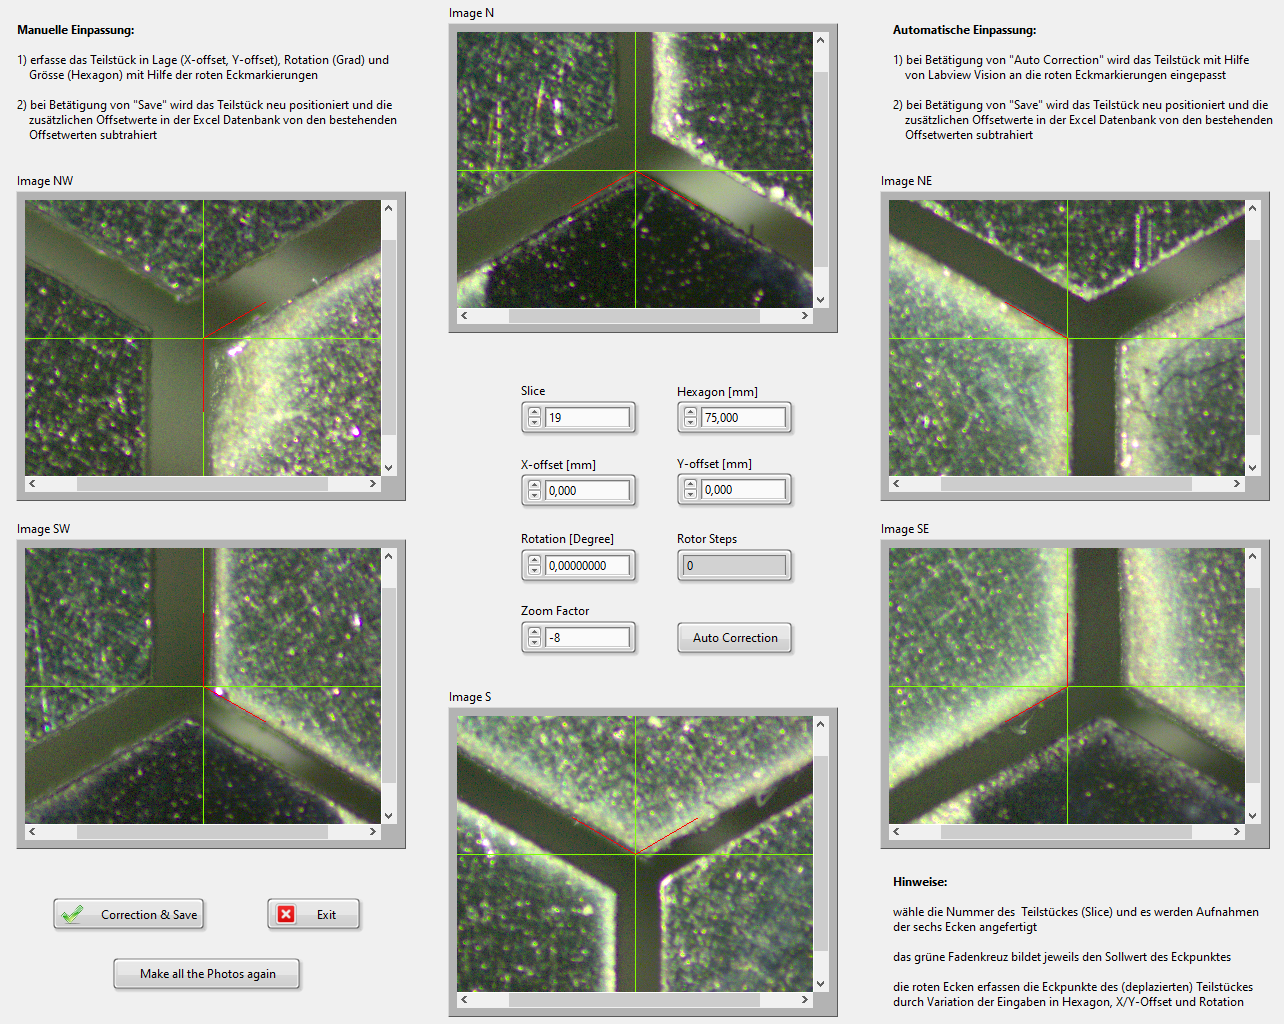 Manuelle Einpassung:
1) erfasse das Teilstück in Lage (X-offset, Y-offset), Rotation (Grad) und
Grösse (Hexagon) mit Hilfe der roten Eckmarkierungen
2) bei Betätigung von "Save" wird das Teilstück neu positioniert und die
zusätzlichen Offsetwerte in der Excel Datenbank von den bestehenden
Offsetwerten subtrahiert
Image N
Automatische Einpassung:
1) bei Betätigung von "Auto Correction" wird das Teilstück mit Hilfe
von Labview Vision an die roten Eckmarkierungen eingepasst
2) bei Betätigung von "Save" wird das Teilstück neu positioniert und die
zusätzlichen Offsetwerte in der Excel Datenbank von den bestehenden
Offsetwerten subtrahiert
Image NW
Image NE
Slice
Hexagon [mm]
19
75,000
X-offset [mm]
Y-offset [mm]
0,000
0,000
Image SW
Image SE
Rotation [Degree]
Rotor Steps
0,00000000
0
Zoom Factor
-8
Auto Correction
Image S
Correction & Save
Exit
Make all the Photos again
Hinweise:
wähle die Nummer des  Teilstückes (Slice) und es werden Aufnahmen
der sechs Ecken angefertigt
das grüne Fadenkreuz bildet jeweils den Sollwert des Eckpunktes
die roten Ecken erfassen die Eckpunkte des (deplazierten) Teilstückes
durch Variation der Eingaben in Hexagon, X/Y-Offset und Rotation